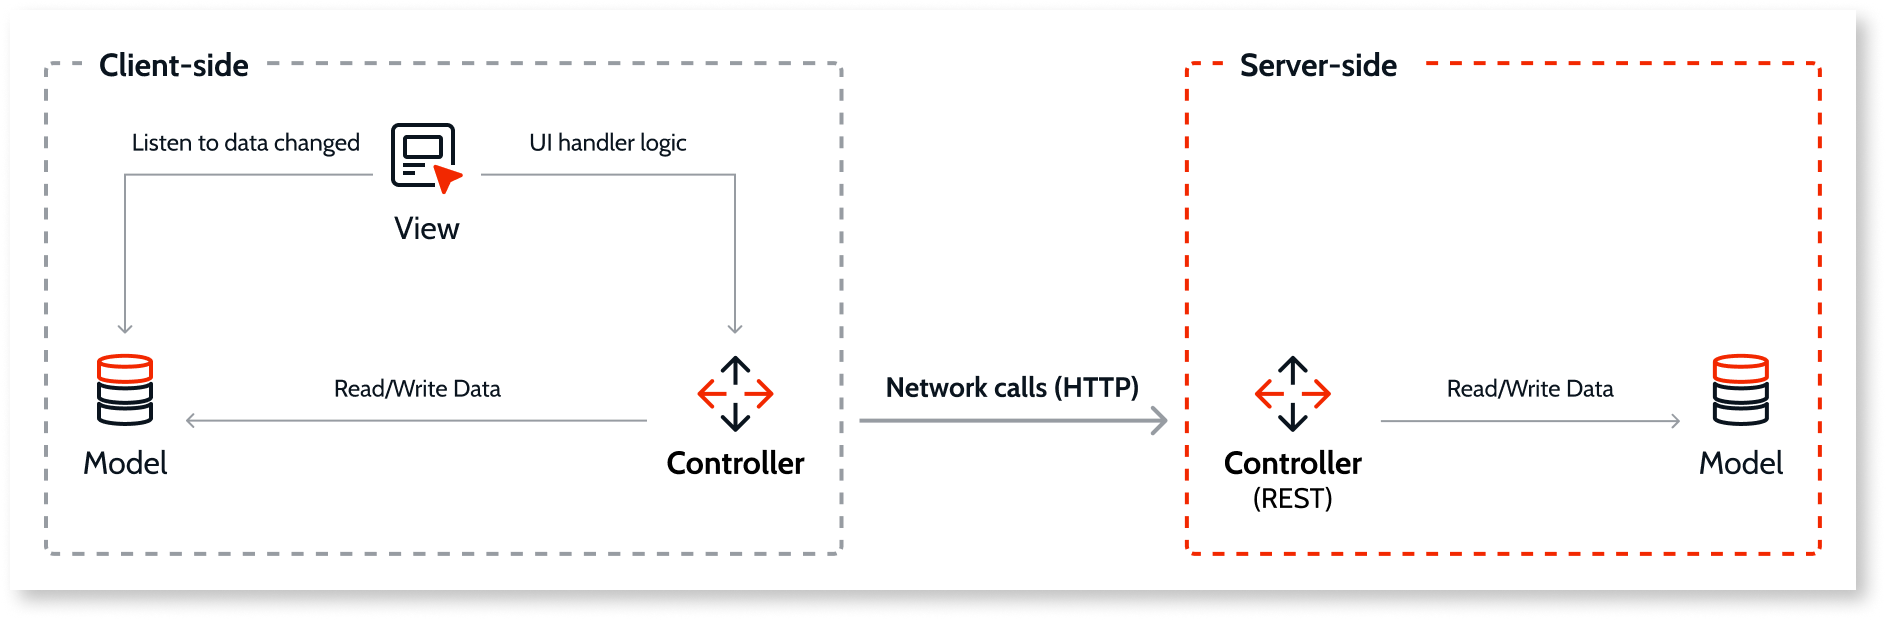 Client-side
Server-side
Listen to data changed
UI handler logic
View
Read/Write Data
Network calls (HTTP)
Read/Write Data
Model
Controller
Controller
(REST)
Model